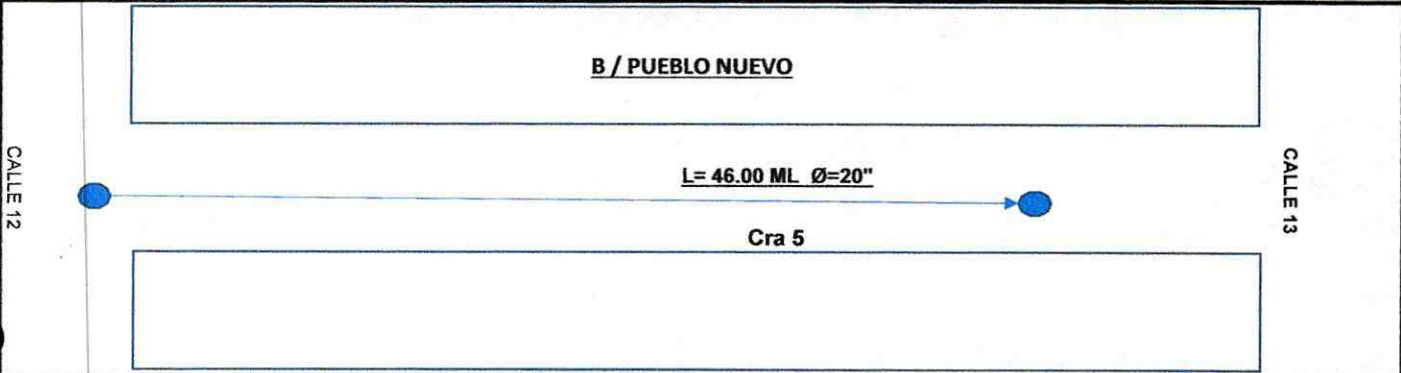 B / PUEBLO NUEVO
CALLE 12
L= 46.00 ML Ø=20"
CALLE 13
Cra 5